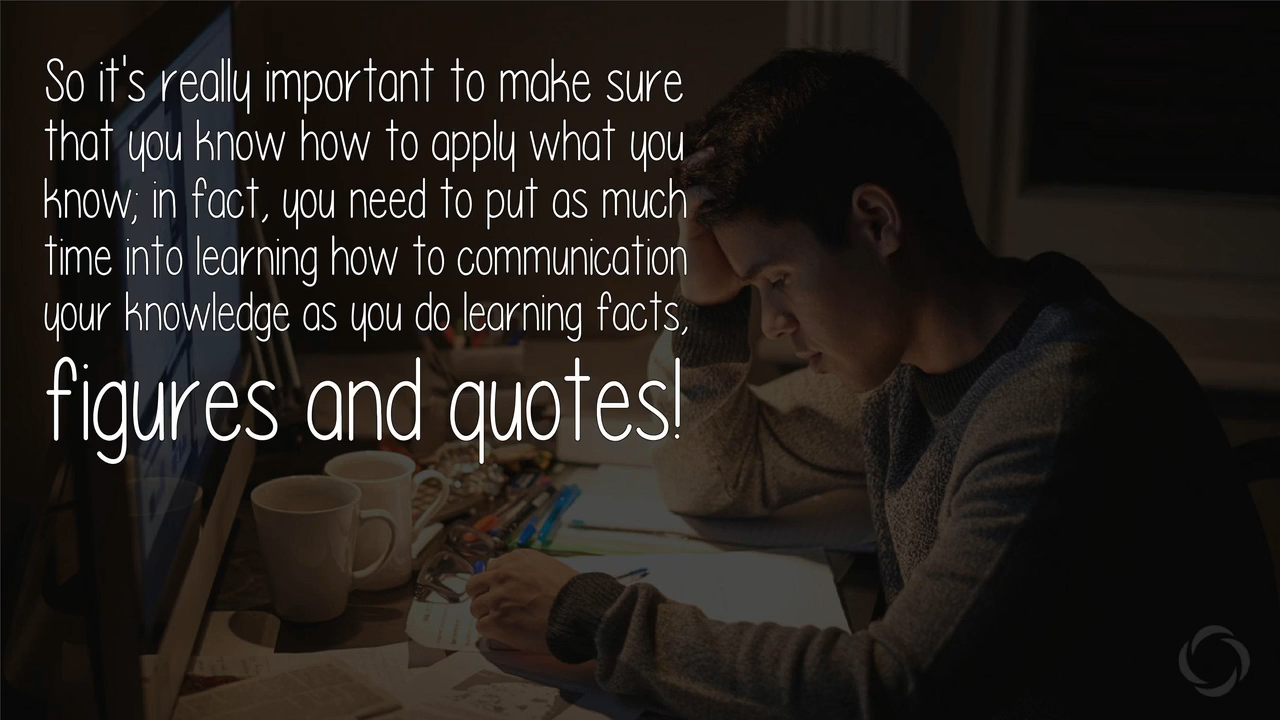 So it's really important to make sure
that you know how to apply what you
know; in fact, you need to put as much
time into learning how to communication
your knowledge as you do learning facts,
figures and quotes!